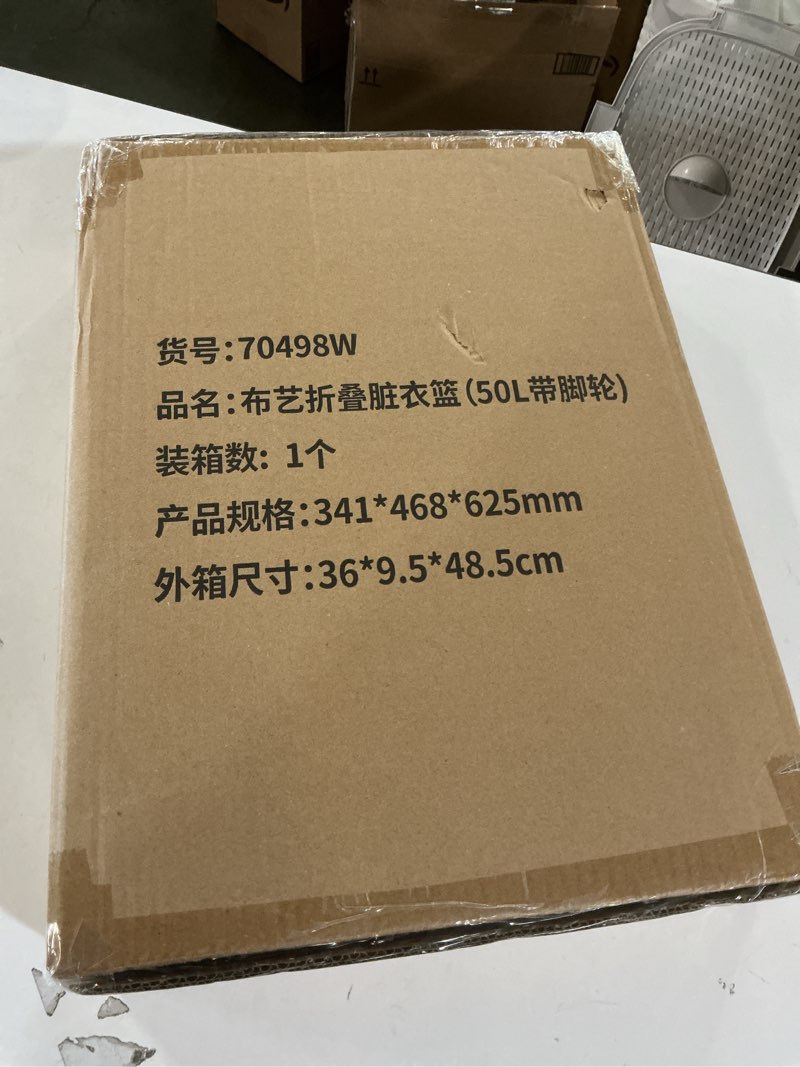 货号:70498W
品名:布艺折叠脏衣篮(50L带脚轮)
装箱数: 1个
产品规格:341*468*625mm
外箱尺寸:36*9.5*48.5cm